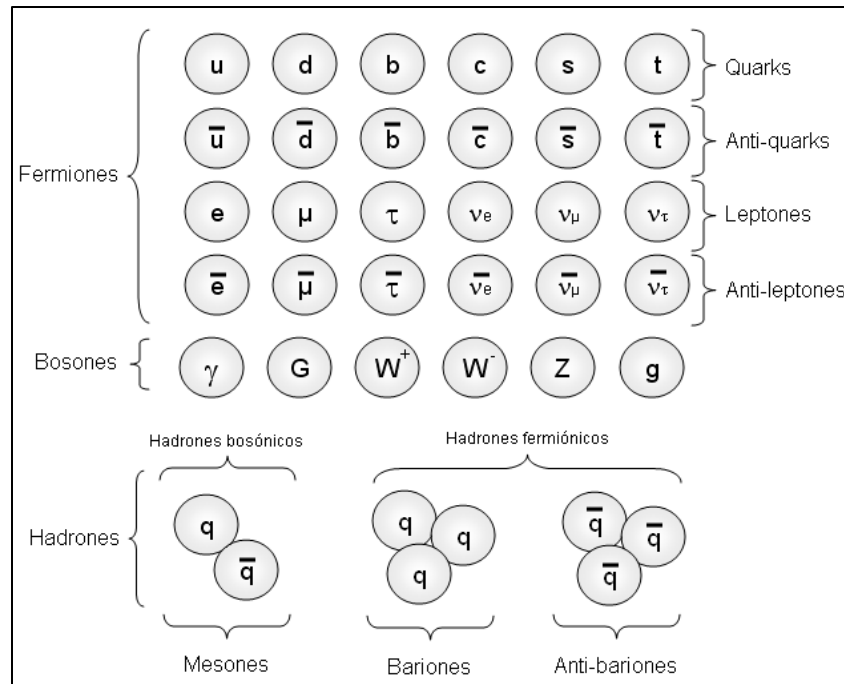 u d b c s t Quarks
u̅ d̅ b̅ c̅ s̅ t̅ Anti-quarks
Fermiones
e μ τ νe νμ ντ Leptones
e̅ μ̅ τ̅ ν̅e ν̅μ ν̅τ Anti-leptones
Bosones γ G W⁺ W⁻ Z g
Hadrones bosónicos Hadrones fermiónicos
Hadrones
q q̅
q q q
q̅ q̅ q̅
Mesones Bariones Anti-bariones